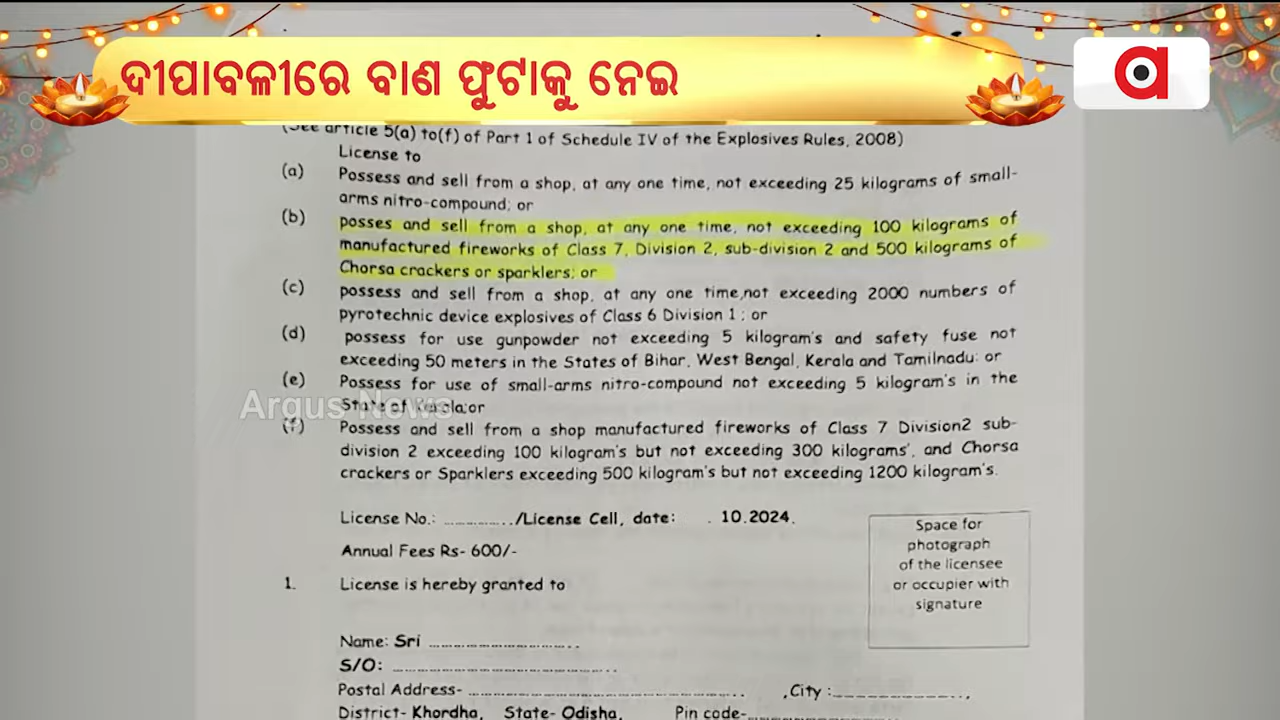 ଦୀପାବଳୀରେ ବାଣ ଫୁଟାକୁ ନେଇ
a
(See article 5(a) to(f) of Part 1 of Schedule IV of the Explosives Rules, 2008)
License to
(a) Possess and sell from a shop, at any one time, not exceeding 25 kilograms of small-
arms nitro-compound; or
(b) posses and sell from a shop, at any one time, not exceeding 100 kilograms of
manufactured fireworks of Class 7, Division 2, sub-division 2 and 500 kilograms of
Chorsa crackers or sparklers; or
(c) possess and sell from a shop, at any one time,not exceeding 2000 numbers of
pyrotechnic device explosives of Class 6 Division 1 ; or
(d) possess for use gunpowder not exceeding 5 kilogram's and safety fuse not
exceeding 50 meters in the States of Bihar, West Bengal, Kerala and Tamilnadu; or
(e) Possess for use of small-arms nitro-compound not exceeding 5 kilogram's in the
State of Kerala;or
Argus News
(f) Possess and sell from a shop manufactured fireworks of Class 7 Division2 sub-
division 2 exceeding 100 kilogram's but not exceeding 300 kilograms', and Chorsa
crackers or Sparklers exceeding 500 kilogram's but not exceeding 1200 kilogram's.
License No.: .............../License Cell, date: . 10.2024.
Annual Fees Rs- 600/-
Space for
photograph
of the licensee
or occupier with
signature
1. License is hereby granted to
Name: Sri ................................
S/O: ................................................
Postal Address- ............................................................ ,City :............................,
District- Khordha, State- Odisha, Pin code-............................